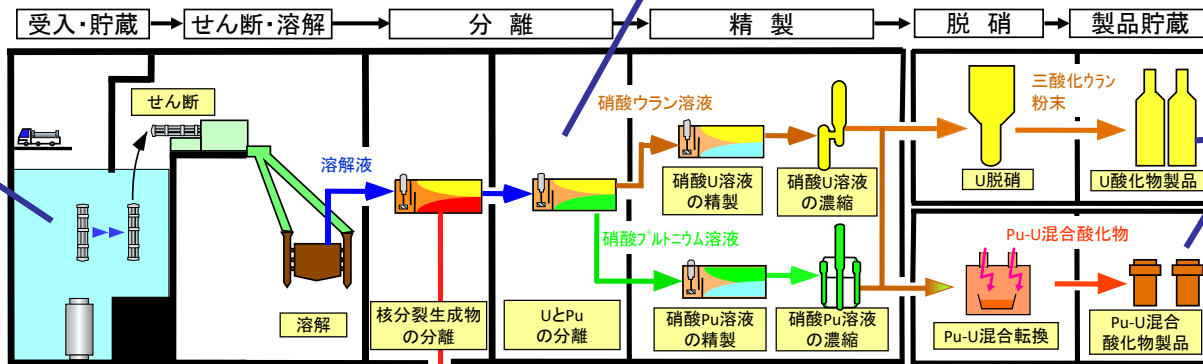 受入・貯蔵
せん断・溶解
分離
精製
脱硝
製品貯蔵
せん断
溶解液
溶解
核分裂生成物
の分離
UとPu
の分離
硝酸ウラン溶液
硝酸U溶液
の精製
硝酸U溶液
の濃縮
硝酸プルトニウム溶液
硝酸Pu溶液
の精製
硝酸Pu溶液
の濃縮
U脱硝
三酸化ウラン
粉末
U酸化物製品
Pu-U混合酸化物
Pu-U混合転換
Pu-U混合
酸化物製品